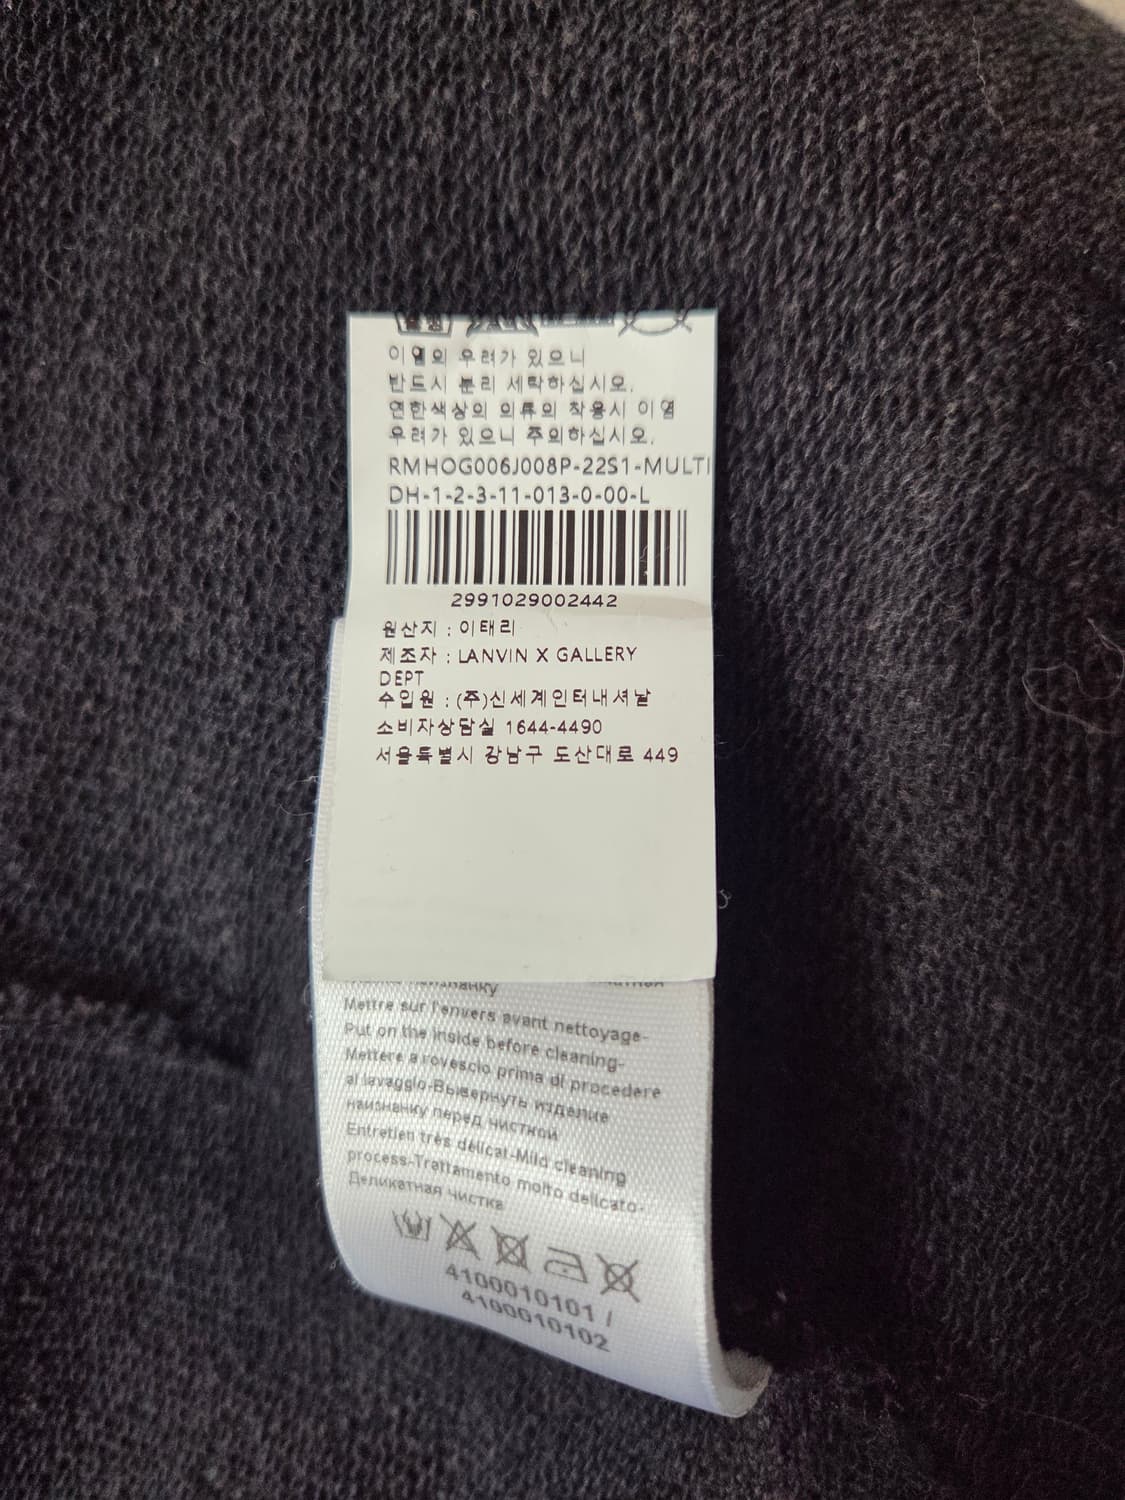 이염의 우려가 있으니
반드시 분리 세탁하십시오.
연한색상의 의류의 착용시 이염
우려가 있으니 주의하십시오.
RMHOG006J008P-22S1-MULTI
DH-1-2-3-11-013-0-00-L
2991029002442
원산지 : 이태리
제조자 : LANVIN X GALLERY
DEPT
수입원 : (주)신세계인터내셔날
소비자상담실 1644-4490
서울특별시 강남구 도산대로 449
Mettre sur l'envers avant nettoyage-
Put on the inside before cleaning-
Mettere a rovescio prima di procedere
al lavaggio-Вывернуть изделие
наизнанку перед чисткой
Entretien très délicat-Mild cleaning
process-Trattamento molto delicato-
Деликатная чистка
4100010101 /
4100010102